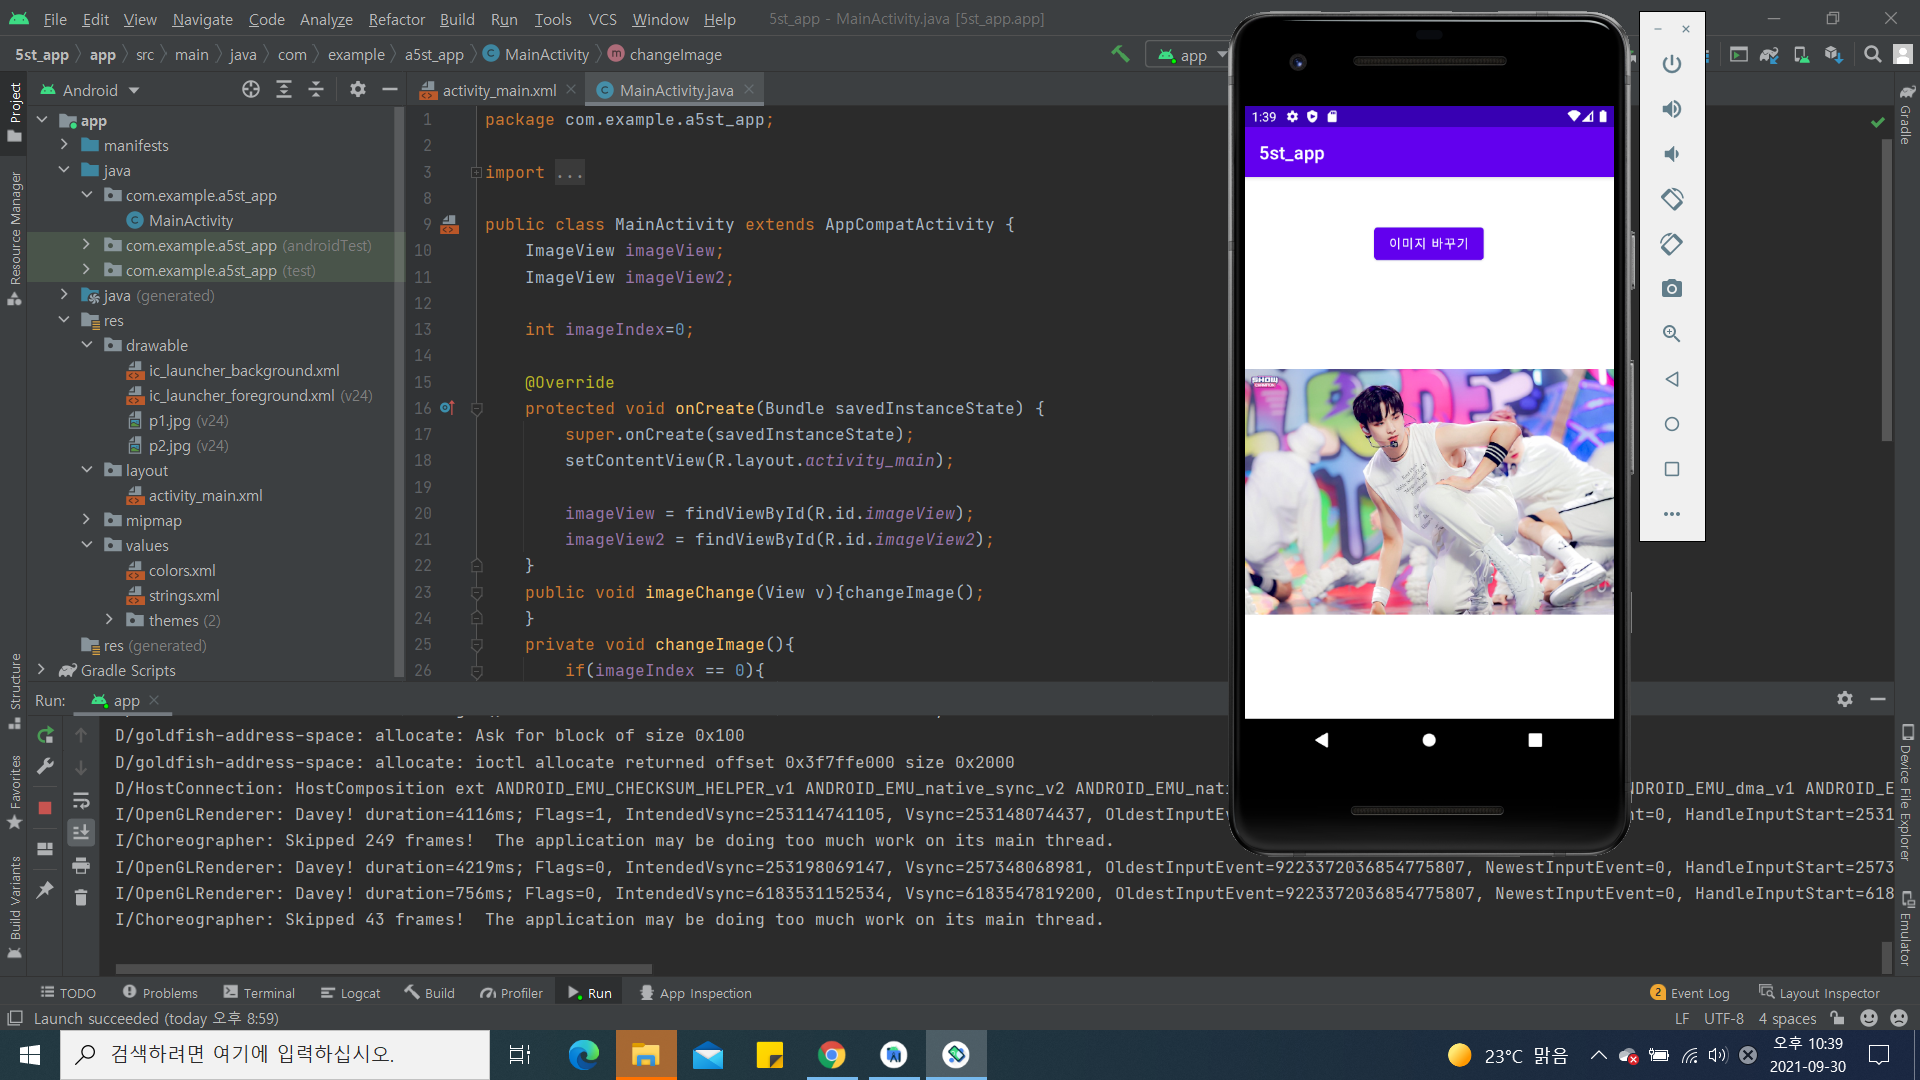 File Edit View Navigate Code Analyze Refactor Build Run Tools VCS Window Help 5st_app - MainActivity.java [5st_app.app]
5st_app app src main java com example a5st_app MainActivity changeImage app
Android
activity_main.xml MainActivity.java
Project
Resource Manager
Structure
Favorites
Build Variants
app
manifests
java
com.example.a5st_app
MainActivity
com.example.a5st_app (androidTest)
com.example.a5st_app (test)
java (generated)
res
drawable
ic_launcher_background.xml
ic_launcher_foreground.xml (v24)
p1.jpg (v24)
p2.jpg (v24)
layout
activity_main.xml
mipmap
values
colors.xml
strings.xml
themes (2)
res (generated)
Gradle Scripts
1 package com.example.a5st_app;
2
3 import ...
8
9 public class MainActivity extends AppCompatActivity {
10 ImageView imageView;
11 ImageView imageView2;
12
13 int imageIndex=0;
14
15 @Override
16 protected void onCreate(Bundle savedInstanceState) {
17 super.onCreate(savedInstanceState);
18 setContentView(R.layout.activity_main);
19
20 imageView = findViewById(R.id.imageView);
21 imageView2 = findViewById(R.id.imageView2);
22 }
23 public void imageChange(View v){changeImage();
24 }
25 private void changeImage(){
26 if(imageIndex == 0){
1:39
5st_app
이미지 바꾸기
SHOW
Gradle
Device File Explorer
Emulator
Run: app
D/goldfish-address-space: allocate: Ask for block of size 0x100
D/goldfish-address-space: allocate: ioctl allocate returned offset 0x3f7ffe000 size 0x2000
D/HostConnection: HostComposition ext ANDROID_EMU_CHECKSUM_HELPER_v1 ANDROID_EMU_native_sync_v2 ANDROID_EMU_nati NDROID_EMU_dma_v1 ANDROID_E
I/OpenGLRenderer: Davey! duration=4116ms; Flags=1, IntendedVsync=253114741105, Vsync=253148074437, OldestInputEv nt=0, HandleInputStart=2531
I/Choreographer: Skipped 249 frames! The application may be doing too much work on its main thread.
I/OpenGLRenderer: Davey! duration=4219ms; Flags=0, IntendedVsync=253198069147, Vsync=257348068981, OldestInputEvent=9223372036854775807, NewestInputEvent=0, HandleInputStart=2573
I/OpenGLRenderer: Davey! duration=756ms; Flags=0, IntendedVsync=6183531152534, Vsync=6183547819200, OldestInputEvent=9223372036854775807, NewestInputEvent=0, HandleInputStart=618
I/Choreographer: Skipped 43 frames! The application may be doing too much work on its main thread.
TODO Problems Terminal Logcat Build Profiler Run App Inspection 2 Event Log Layout Inspector
Launch succeeded (today 오후 8:59) LF UTF-8 4 spaces
검색하려면 여기에 입력하십시오. 23°C 맑음 오후 10:39
2021-09-30